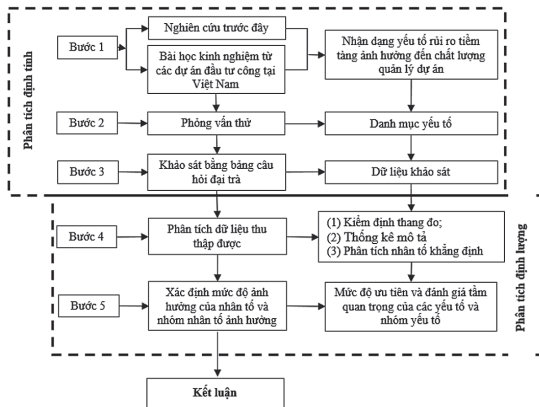 Phân tích định tính
Bước 1
Nghiên cứu trước đây
Bài học kinh nghiệm từ
các dự án đầu tư công tại
Việt Nam
Nhận dạng yếu tố rủi ro tiềm
tàng ảnh hưởng đến chất lượng
quản lý dự án
Bước 2
Phỏng vấn thử
Danh mục yếu tố
Bước 3
Khảo sát bằng bảng câu
hỏi đại trà
Dữ liệu khảo sát
Phân tích định lượng
Bước 4
Phân tích dữ liệu thu
thập được
(1) Kiểm định thang đo;
(2) Thống kê mô tả
(3) Phân tích nhân tố khẳng định
Bước 5
Xác định mức độ ảnh
hưởng của nhân tố và
nhóm nhân tố ảnh hưởng
Mức độ ưu tiên và đánh giá tầm
quan trọng của các yếu tố và
nhóm yếu tố
Kết luận